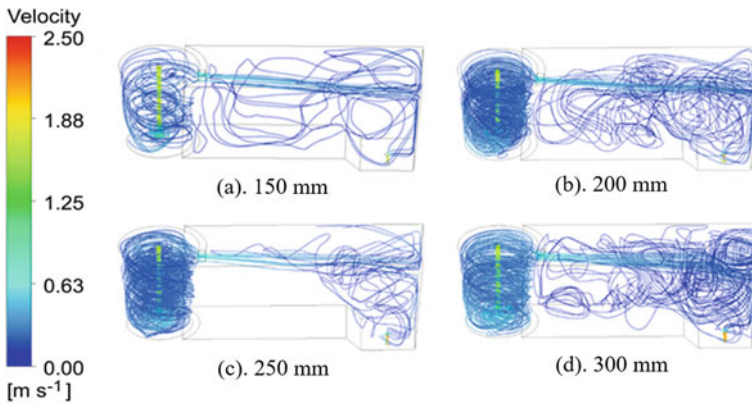 Velocity
2.50
1.88
1.25
0.63
0.00
[m s-1]
(a). 150 mm
(b). 200 mm
(c). 250 mm
(d). 300 mm